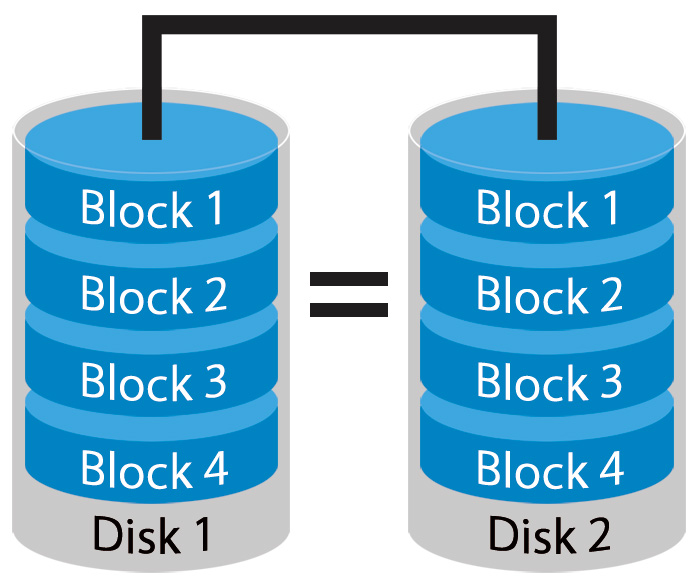 Block 1
Block 2
Block 3
Block 4
Disk 1
=
Block 1
Block 2
Block 3
Block 4
Disk 2